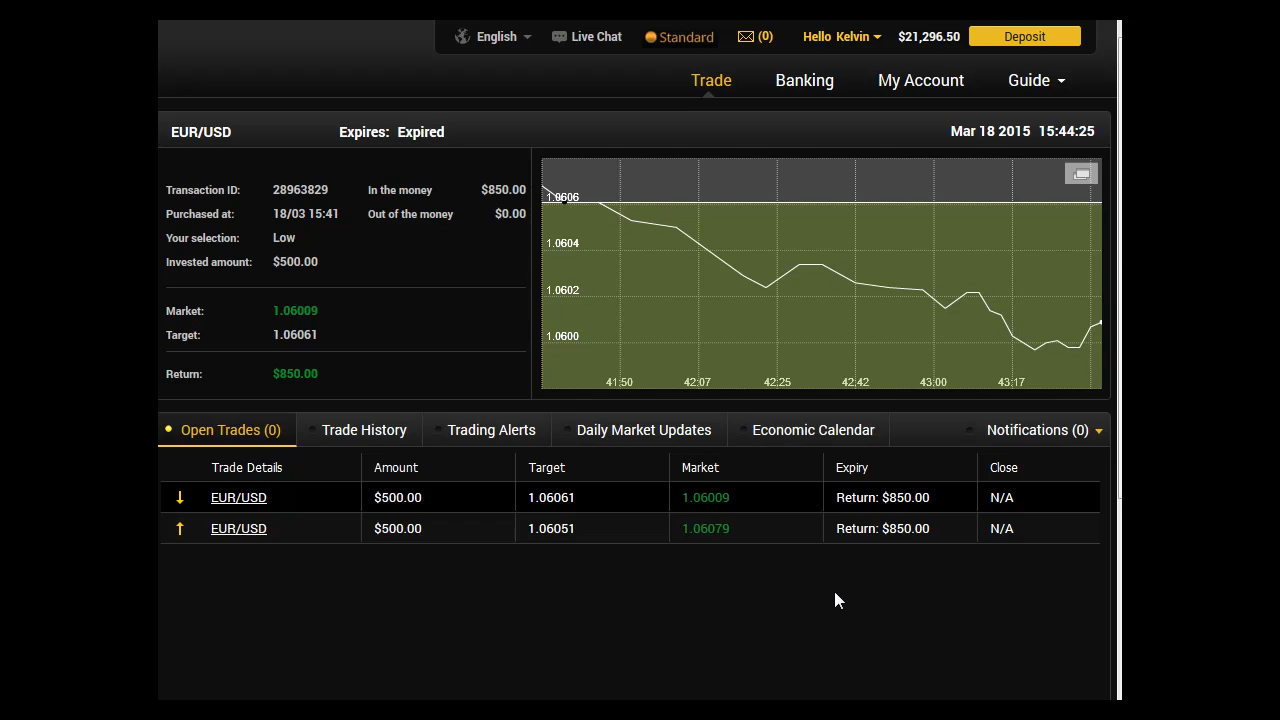 English Live Chat Standard (0) Hello Kelvin $21,296.50 Deposit
Trade Banking My Account Guide
EUR/USD Expires: Expired Mar 18 2015 15:44:25
Transaction ID: 28963829 In the money $850.00
Purchased at: 18/03 15:41 Out of the money $0.00
Your selection: Low
Invested amount: $500.00
Market: 1.06009
Target: 1.06061
Return: $850.00
1.0606
1.0604
1.0602
1.0600
41:50 42:07 42:25 42:42 43:00 43:17
Open Trades (0) Trade History Trading Alerts Daily Market Updates Economic Calendar Notifications (0)
Trade Details Amount Target Market Expiry Close
EUR/USD $500.00 1.06061 1.06009 Return: $850.00 N/A
EUR/USD $500.00 1.06051 1.06079 Return: $850.00 N/A